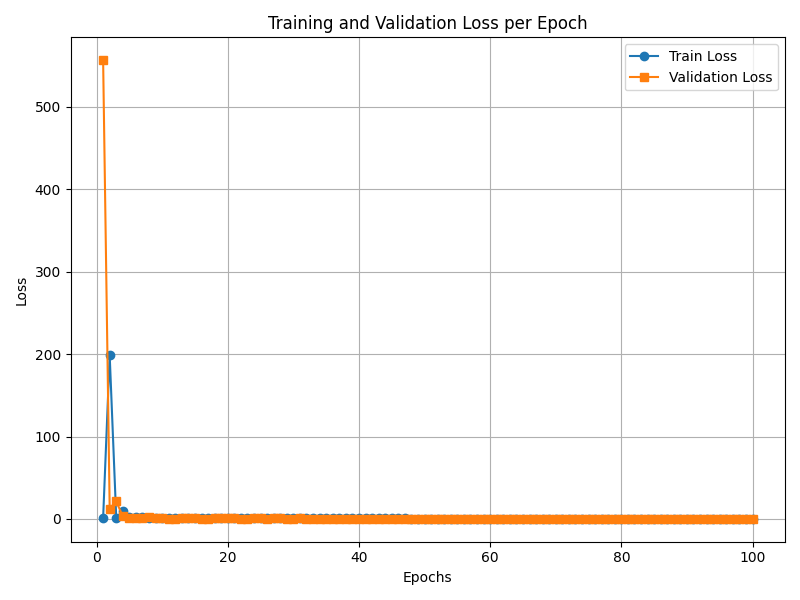 Training and Validation Loss per Epoch
Train Loss
Validation Loss
500
400
300
200
100
0
Loss
0 20 40 60 80 100
Epochs